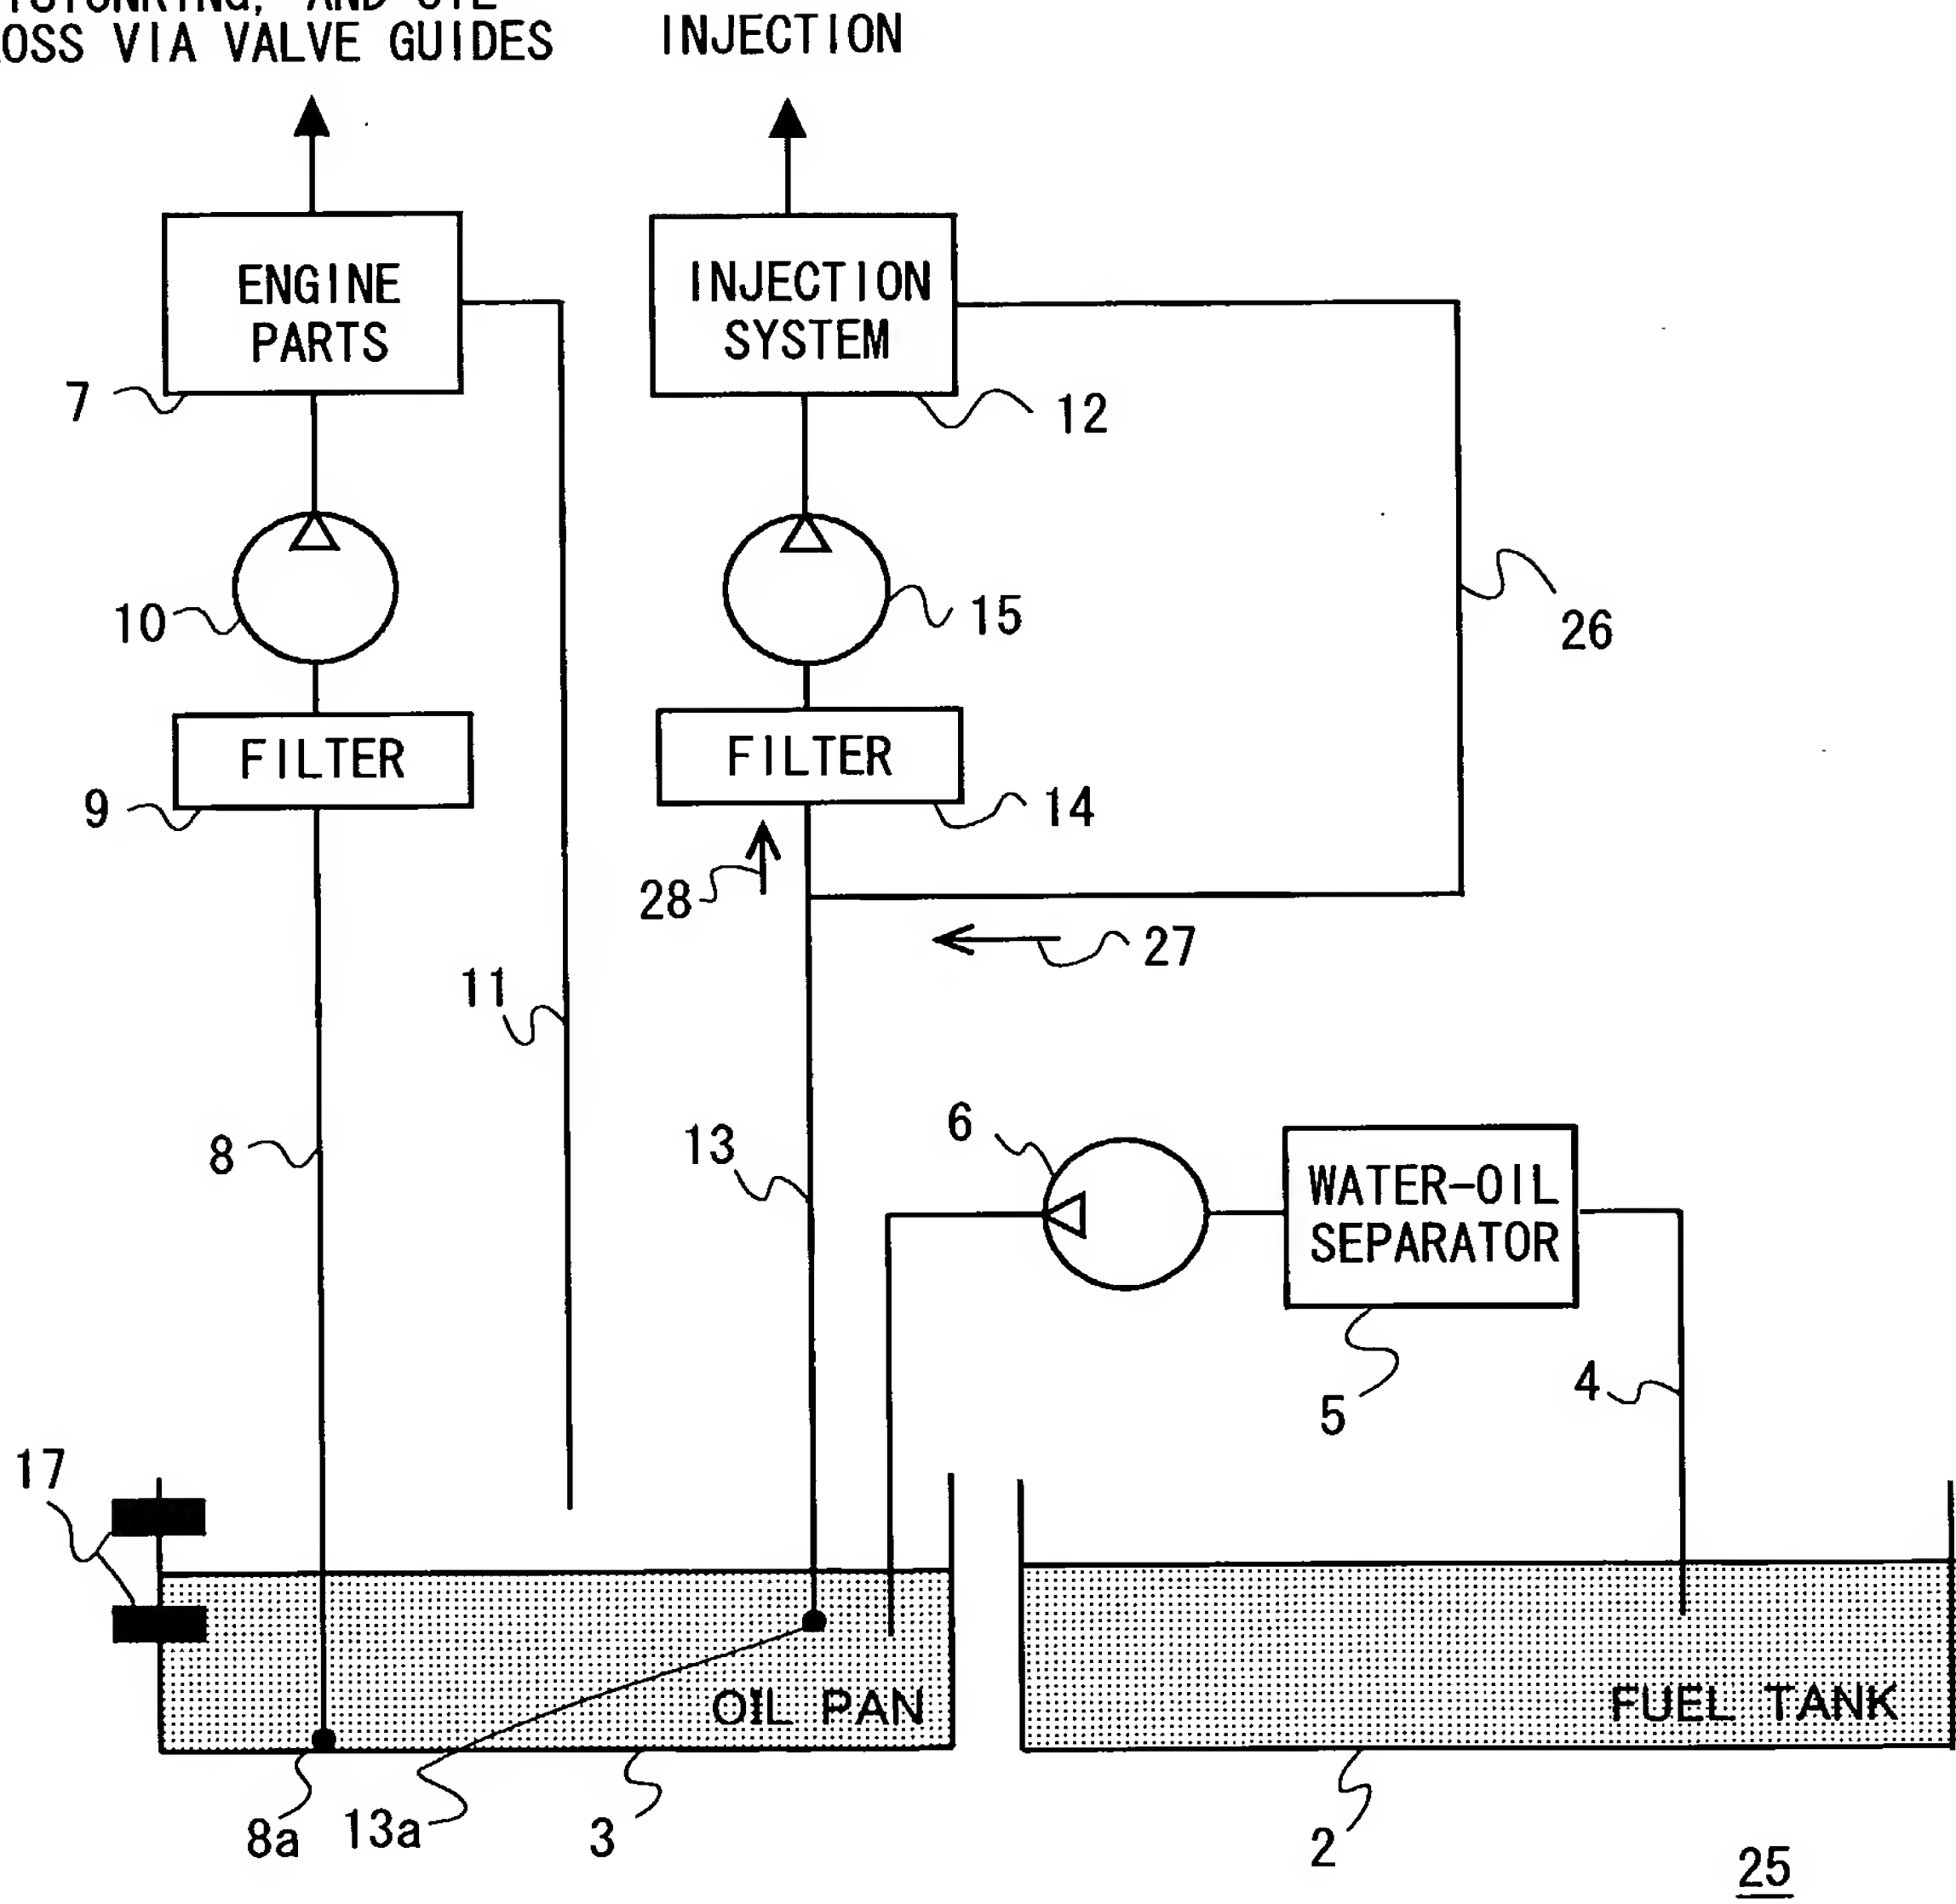 AND OIL
VIA VALVE GUIDES
INJECTION
ENGINE
PARTS
INJECTION
SYSTEM
7
12
10
15
26
FILTER
FILTER
9
14
28
27
11
8
13
6
WATER-OIL
SEPARATOR
5
4
17
OIL PAN
FUEL TANK
8a
13a
3
2
25